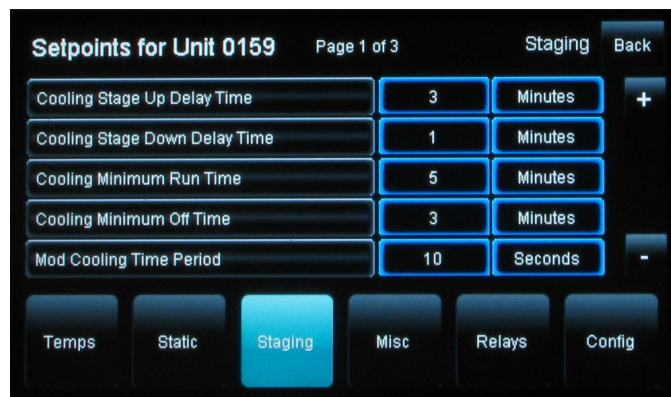 Setpoints for Unit 0159 Page 1 of 3 Staging Back
Cooling Stage Up Delay Time 3 Minutes +
Cooling Stage Down Delay Time 1 Minutes
Cooling Minimum Run Time 5 Minutes
Cooling Minimum Off Time 3 Minutes
Mod Cooling Time Period 10 Seconds -
Temps Static Staging Misc Relays Config